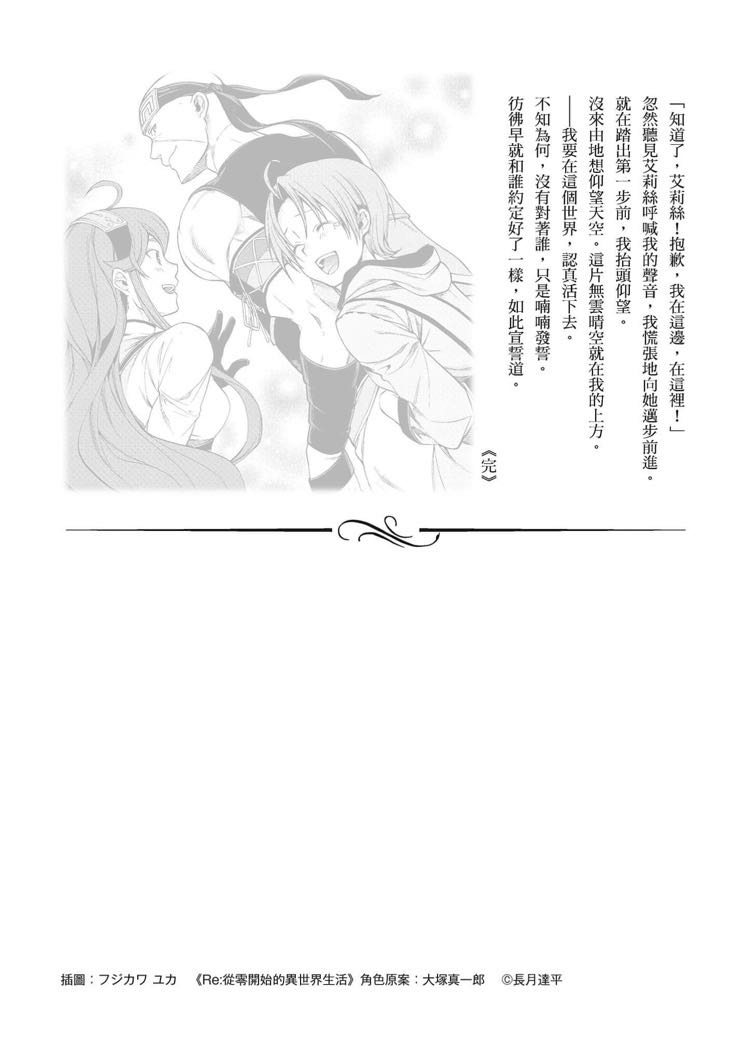 「知道了，艾莉絲！抱歉，我在這邊，在這裡！」
忽然聽見艾莉絲呼喊我的聲音，我慌張地向她邁步前進。
就在踏出第一步前，我抬頭仰望。
沒來由地想仰望天空。這片無雲晴空就在我的上方。
——我要在這個世界，認真活下去。
不知為何，沒有對著誰，只是喃喃發誓。
彷彿早就和誰約定好了一樣，如此宣誓道。
《完》
插圖：フジカワ ユカ　《Re:從零開始的異世界生活》角色原案：大塚真一郎　©長月達平